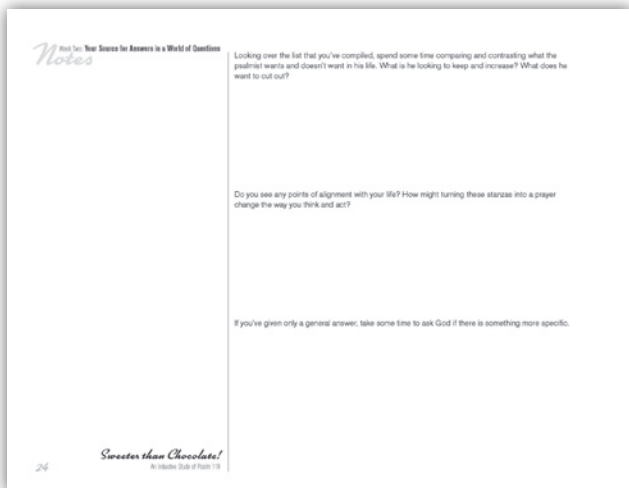 Week Two: Your Source for Answers in a World of Questions
Notes
Looking over the list that you've compiled, spend some time comparing and contrasting what the
psalmist wants and doesn't want in his life. What is he looking to keep and increase? What does he
want to cut out?
Do you see any points of alignment with your life? How might turning these stanzas into a prayer
change the way you think and act?
If you've given only a general answer, take some time to ask God if there is something more specific.
Sweeter than Chocolate!
An Inductive Study of Psalm 119
24